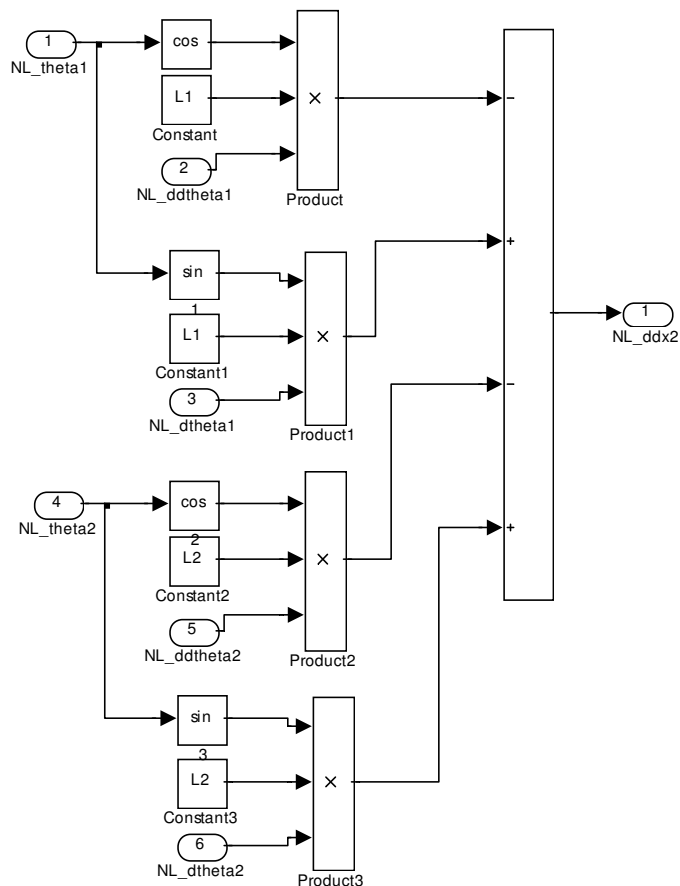 1
NL_theta1
cos
L1
Constant
2
NL_ddtheta1
×
Product
−
+
−
+
1
NL_ddx2
sin
1
L1
Constant1
3
NL_dtheta1
×
Product1
4
NL_theta2
cos
2
L2
Constant2
5
NL_ddtheta2
×
Product2
sin
3
L2
Constant3
6
NL_dtheta2
×
Product3